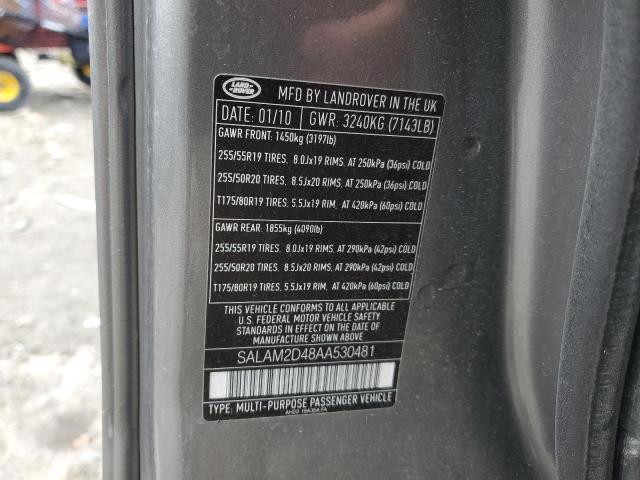 LAND ROVER
MFD BY LANDROVER IN THE UK
DATE: 01/10 GWR: 3240KG (7143LB)
GAWR FRONT: 1450kg (3197lb)
255/55R19 TIRES, 8.0Jx19 RIMS, AT 250kPa (36psi) COLD
255/50R20 TIRES, 8.5Jx20 RIMS, AT 250kPa (36psi) COLD
T175/80R19 TIRES, 5.5Jx19 RIM, AT 420kPa (60psi) COLD
GAWR REAR: 1855kg (4090lb)
255/55R19 TIRES, 8.0Jx19 RIMS, AT 290kPa (42psi) COLD
255/50R20 TIRES, 8.5Jx20 RIMS, AT 290kPa (42psi) COLD
T175/80R19 TIRES, 5.5Jx19 RIM, AT 420kPa (60psi) COLD
THIS VEHICLE CONFORMS TO ALL APPLICABLE
U.S. FEDERAL MOTOR VEHICLE SAFETY
STANDARDS IN EFFECT ON THE DATE OF
MANUFACTURE SHOWN ABOVE
SALAM2D48AA530481
TYPE: MULTI-PURPOSE PASSENGER VEHICLE